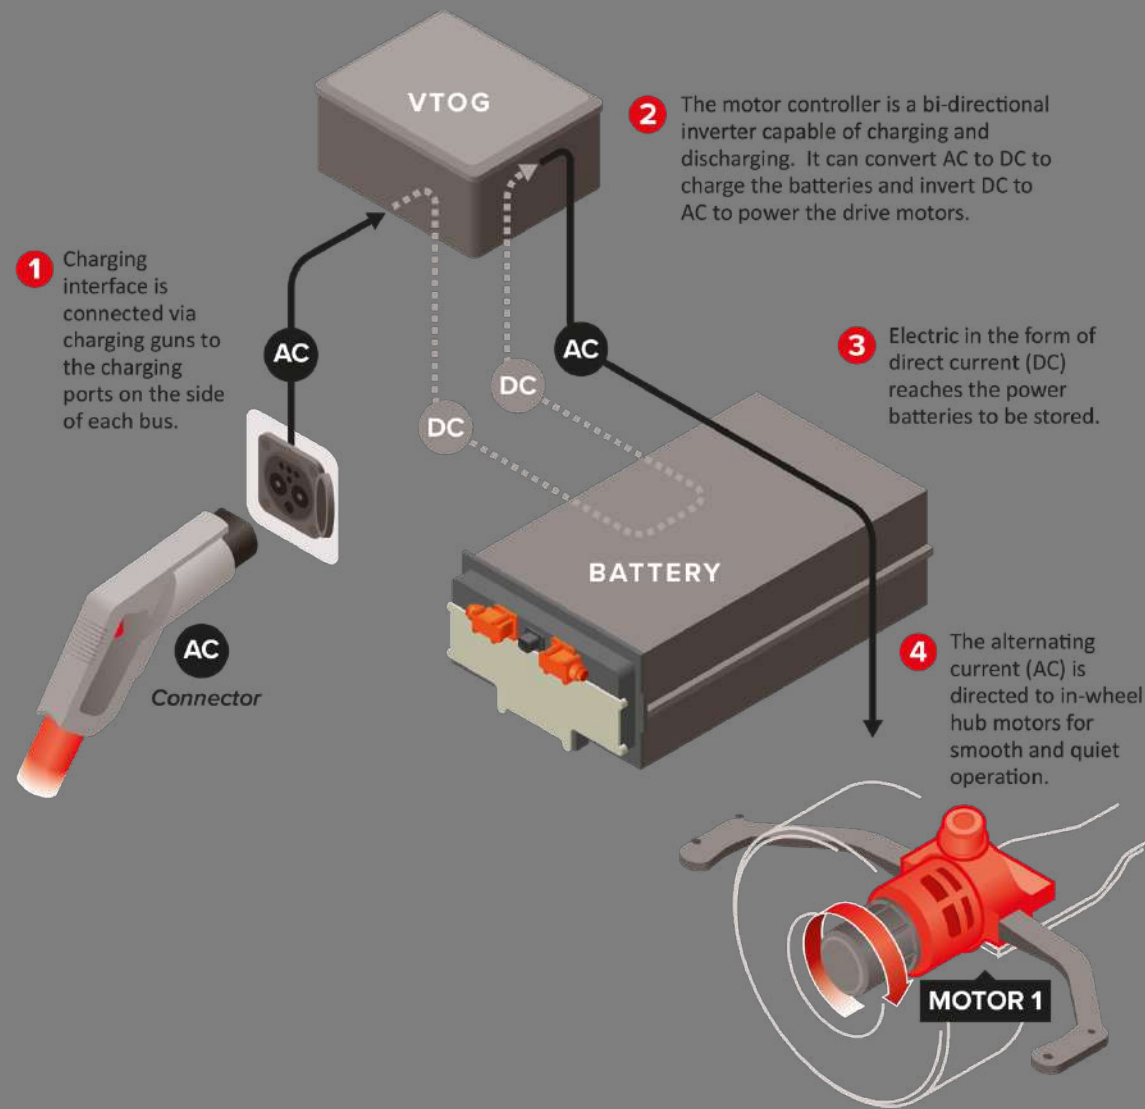 VTOG
2
The motor controller is a bi-directional
inverter capable of charging and
discharging. It can convert AC to DC to
charge the batteries and invert DC to
AC to power the drive motors.
1
Charging
interface is
connected via
charging guns to
the charging
ports on the side
of each bus.
AC
AC
DC
DC
3
Electric in the form of
direct current (DC)
reaches the power
batteries to be stored.
BATTERY
AC
Connector
4
The alternating
current (AC) is
directed to in-wheel
hub motors for
smooth and quiet
operation.
MOTOR 1